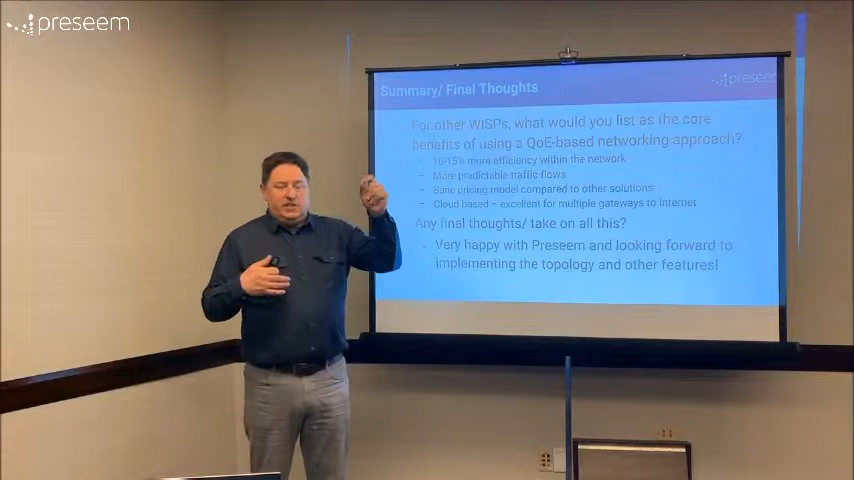 preseem
Summary/ Final Thoughts
preseem
For other WISPs, what would you list as the core
benefits of using a QoE-based networking approach?
- 10-15% more efficiency within the network
- More predictable traffic flows
- Sane pricing model compared to other solutions
- Cloud based – excellent for multiple gateways to Internet
Any final thoughts/ take on all this?
- Very happy with Preseem and looking forward to
implementing the topology and other features!